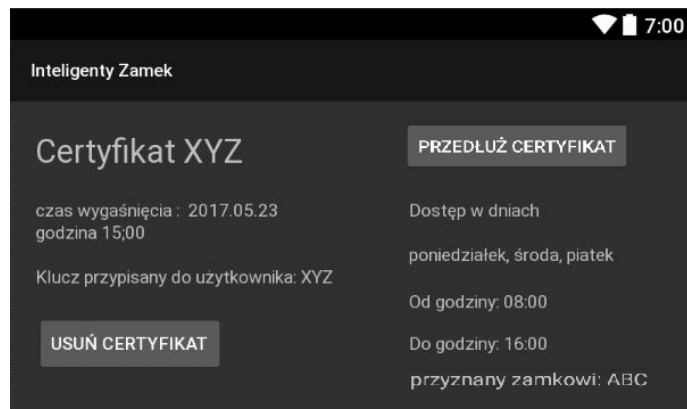 7:00
Inteligenty Zamek
Certyfikat XYZ
czas wygaśnięcia : 2017.05.23
godzina 15;00
Klucz przypisany do użytkownika: XYZ
USUŃ CERTYFIKAT
PRZEDŁUŻ CERTYFIKAT
Dostęp w dniach
poniedziałek, środa, piatek
Od godziny: 08:00
Do godziny: 16:00
przyznany zamkowi: ABC